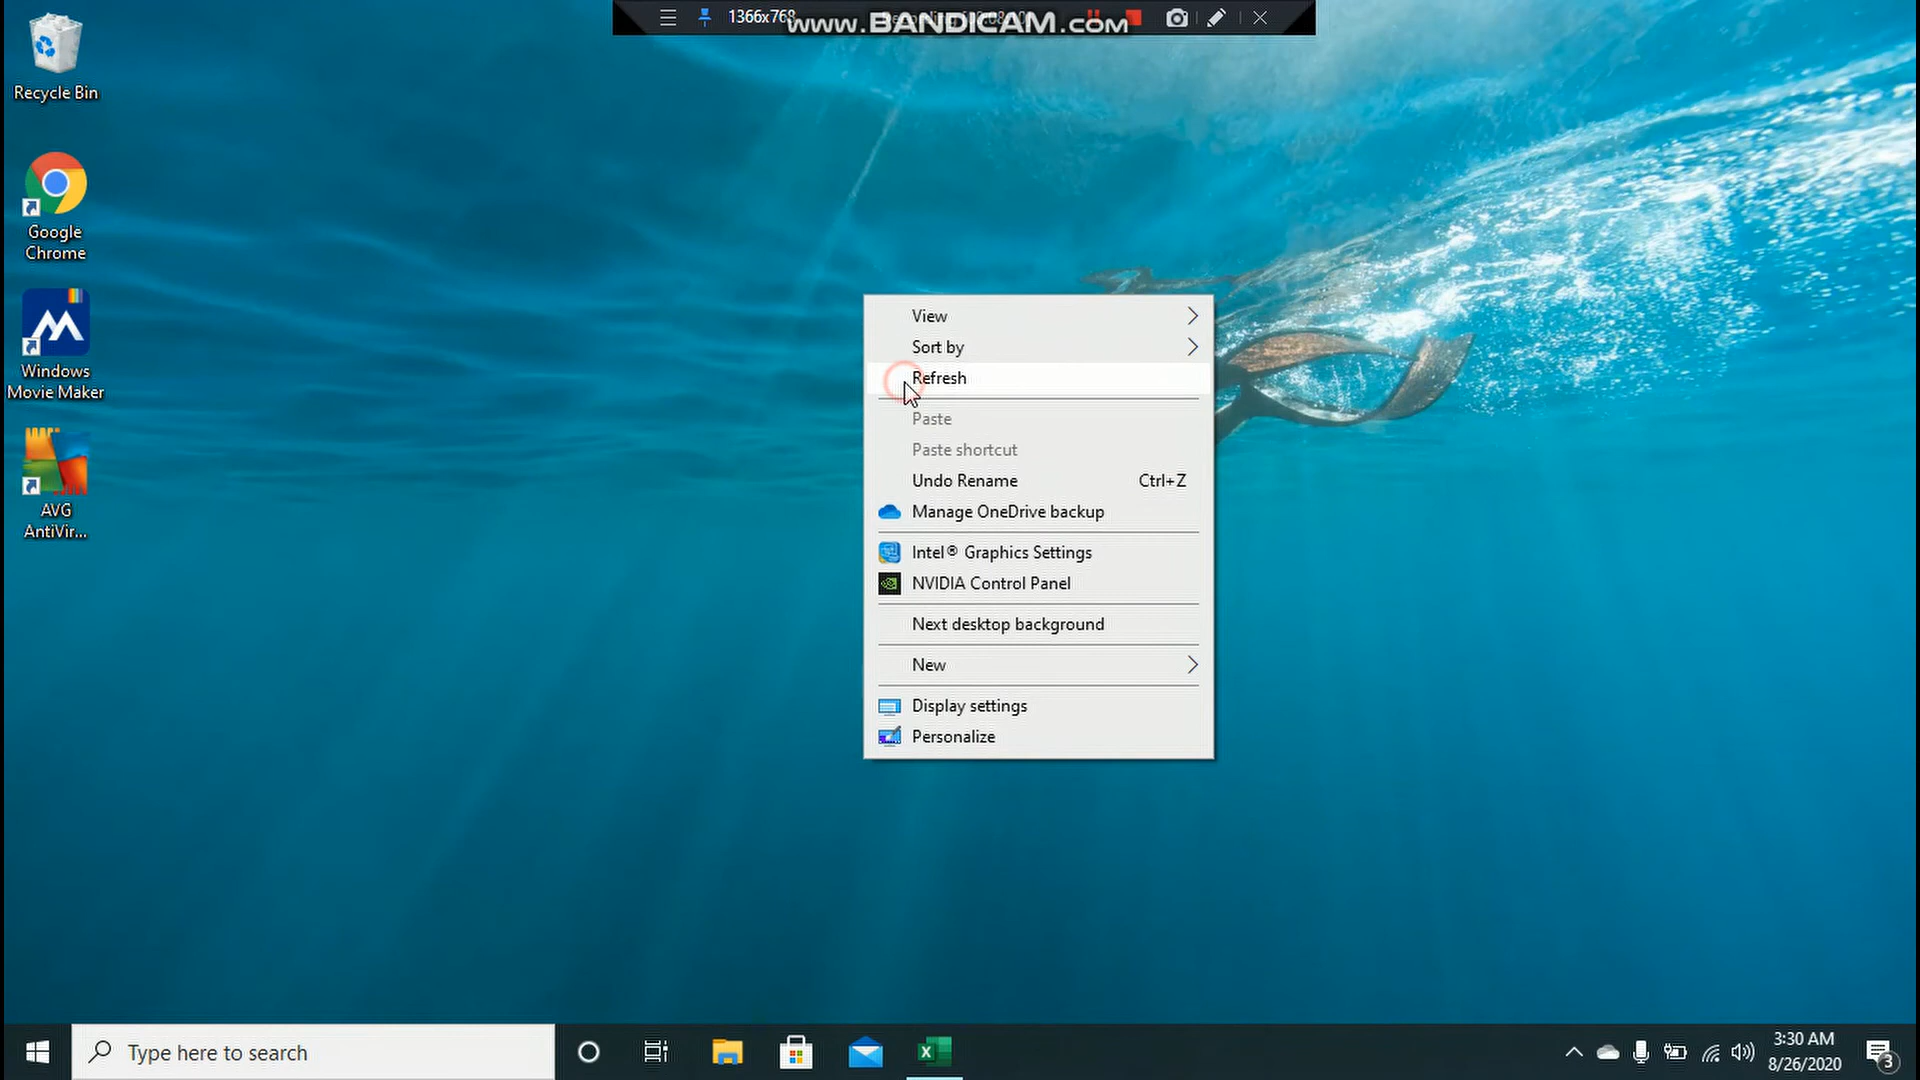 1366x768
www.BANDICAM.com
Recycle Bin
Google
Chrome
Windows
Movie Maker
AVG
AntiVir...
View
Sort by
Refresh
Paste
Paste shortcut
Undo Rename Ctrl+Z
Manage OneDrive backup
Intel® Graphics Settings
NVIDIA Control Panel
Next desktop background
New
Display settings
Personalize
Type here to search
3:30 AM
8/26/2020
3